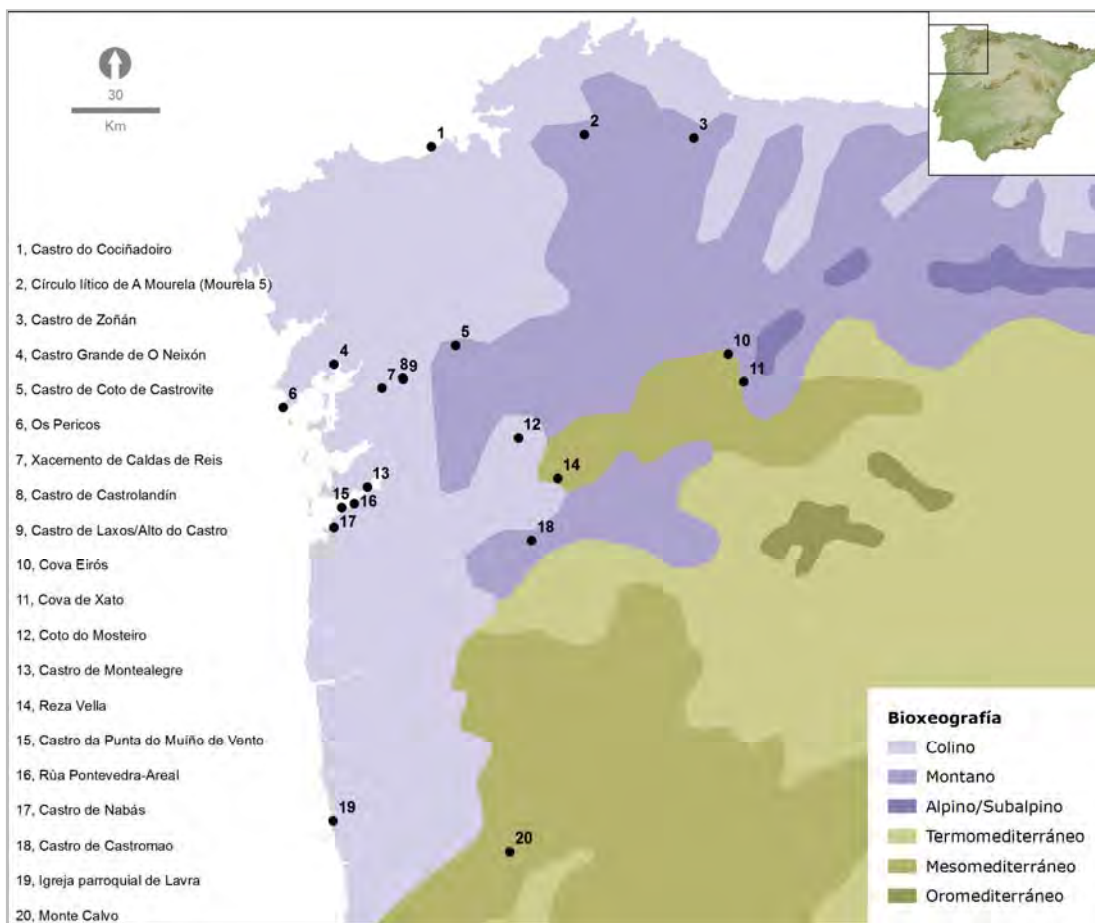 30
Km
1
2
3
4
5
6
7
8
9
10
11
12
13
14
15
16
17
18
19
20
1, Castro do Cociñadoiro
2, Círculo lítico de A Mourela (Mourela 5)
3, Castro de Zoñán
4, Castro Grande de O Neixón
5, Castro de Coto de Castrovite
6, Os Pericos
7, Xacemento de Caldas de Reis
8, Castro de Castrolandín
9, Castro de Laxos/Alto do Castro
10, Cova Eirós
11, Cova de Xato
12, Coto do Mosteiro
13, Castro de Montealegre
14, Reza Vella
15, Castro da Punta do Muíño de Vento
16, Rùa Pontevedra-Areal
17, Castro de Nabás
18, Castro de Castromao
19, Igreja parroquial de Lavra
20, Monte Calvo
Bioxeografía
Colino
Montano
Alpino/Subalpino
Termomediterráneo
Mesomediterráneo
Oromediterráneo